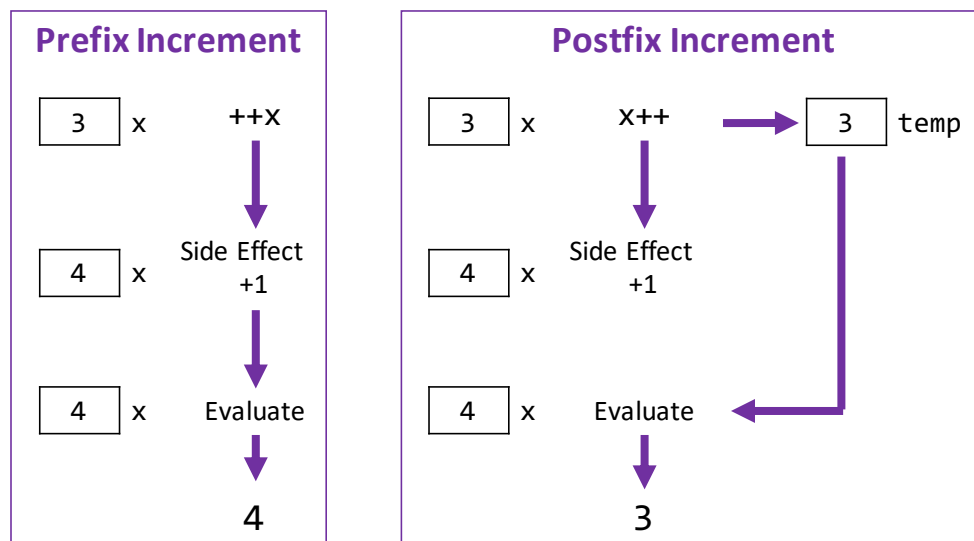 Prefix Increment
3 x ++x
Side Effect
4 x +1
4 x Evaluate
4
Postfix Increment
3 x x++ 3 temp
Side Effect
4 x +1
4 x Evaluate
3